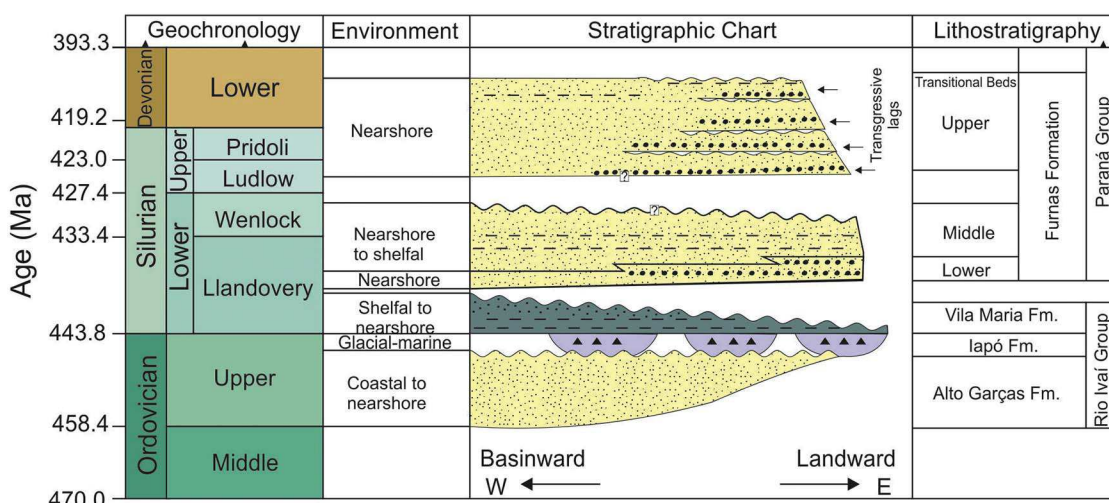 Geochronology Environment Stratigraphic Chart Lithostratigraphy
Age (Ma)
393.3
419.2
423.0
427.4
433.4
443.8
458.4
470.0
Devonian
Silurian
Ordovician
Lower
Upper
Lower
Pridoli
Ludlow
Wenlock
Llandovery
Upper
Middle
Nearshore
Nearshore
to shelfal
Nearshore
Shelfal to
nearshore
Glacial-marine
Coastal to
nearshore
?
?
Transgressive
lags
Basinward
W
Landward
E
Transitional Beds
Upper
Middle
Lower
Furnas Formation
Paraná Group
Vila Maria Fm.
Iapó Fm.
Alto Garças Fm.
Rio Ivaí Group